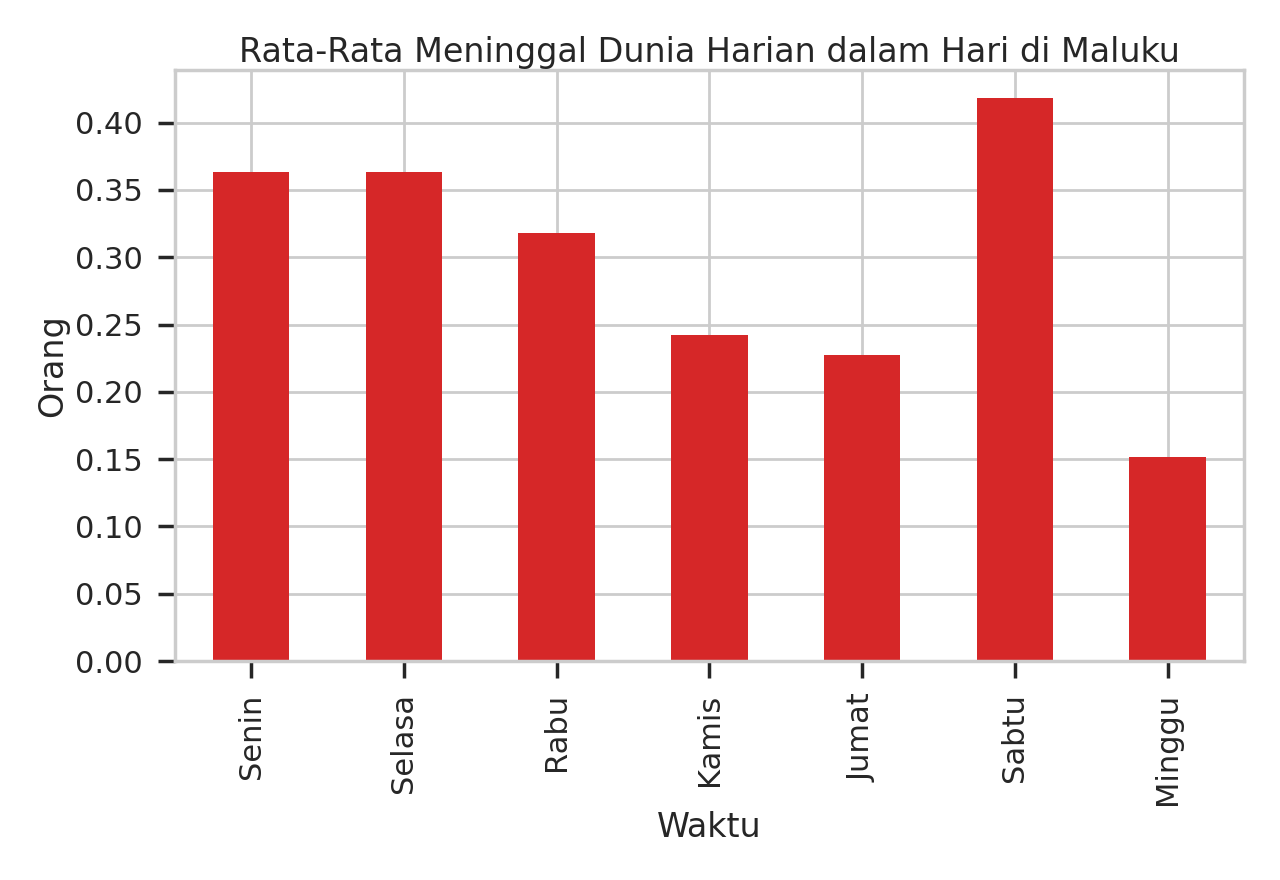 Rata-Rata Meninggal Dunia Harian dalam Hari di Maluku
0.40
0.35
0.30
0.25
0.20
0.15
0.10
0.05
0.00
Orang
Senin
Selasa
Rabu
Kamis
Jumat
Sabtu
Minggu
Waktu